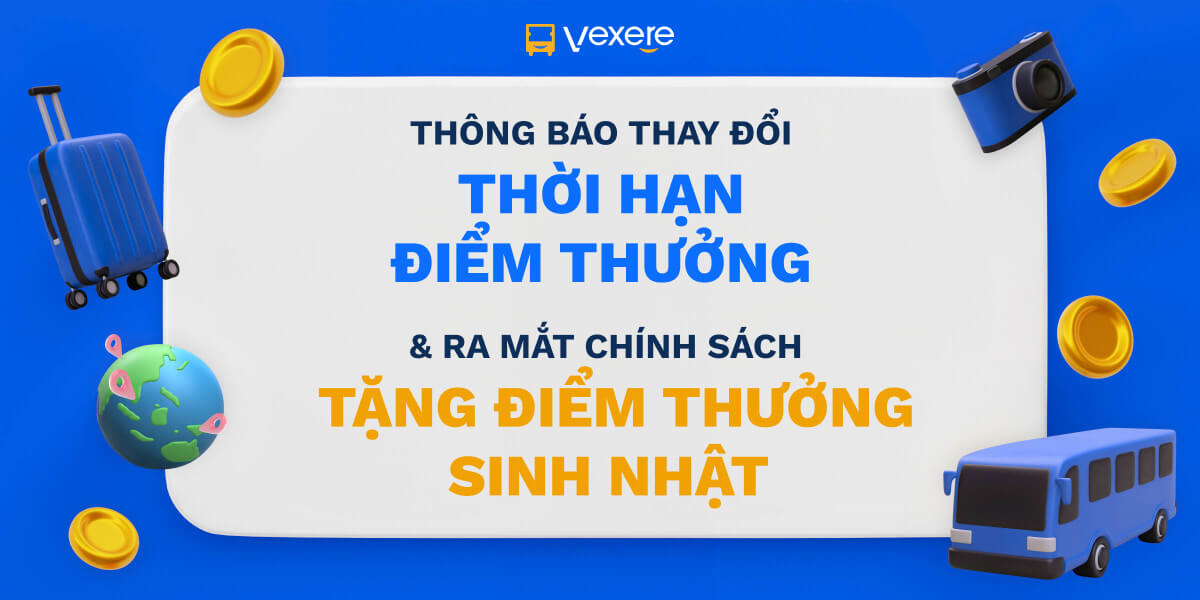 vexere
THÔNG BÁO THAY ĐỔI
THỜI HẠN
ĐIỂM THƯỞNG
& RA MẮT CHÍNH SÁCH
TẶNG ĐIỂM THƯỞNG
SINH NHẬT